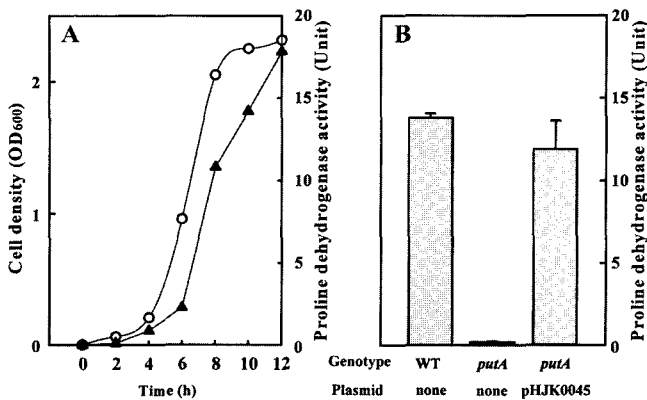 A
Cell density (OD600)
2
1
0
0 2 4 6 8 10 12
Time (h)
20
15
10
5
0
Proline dehydrogenase activity (Unit)
B
20
15
10
5
0
Proline dehydrogenase activity (Unit)
Genotype WT putA putA
Plasmid none none pHJK0045